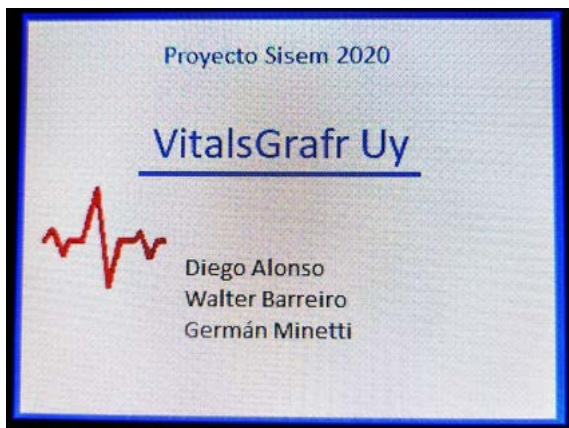 Proyecto Sisem 2020
VitalsGrafr Uy
Diego Alonso
Walter Barreiro
Germán Minetti